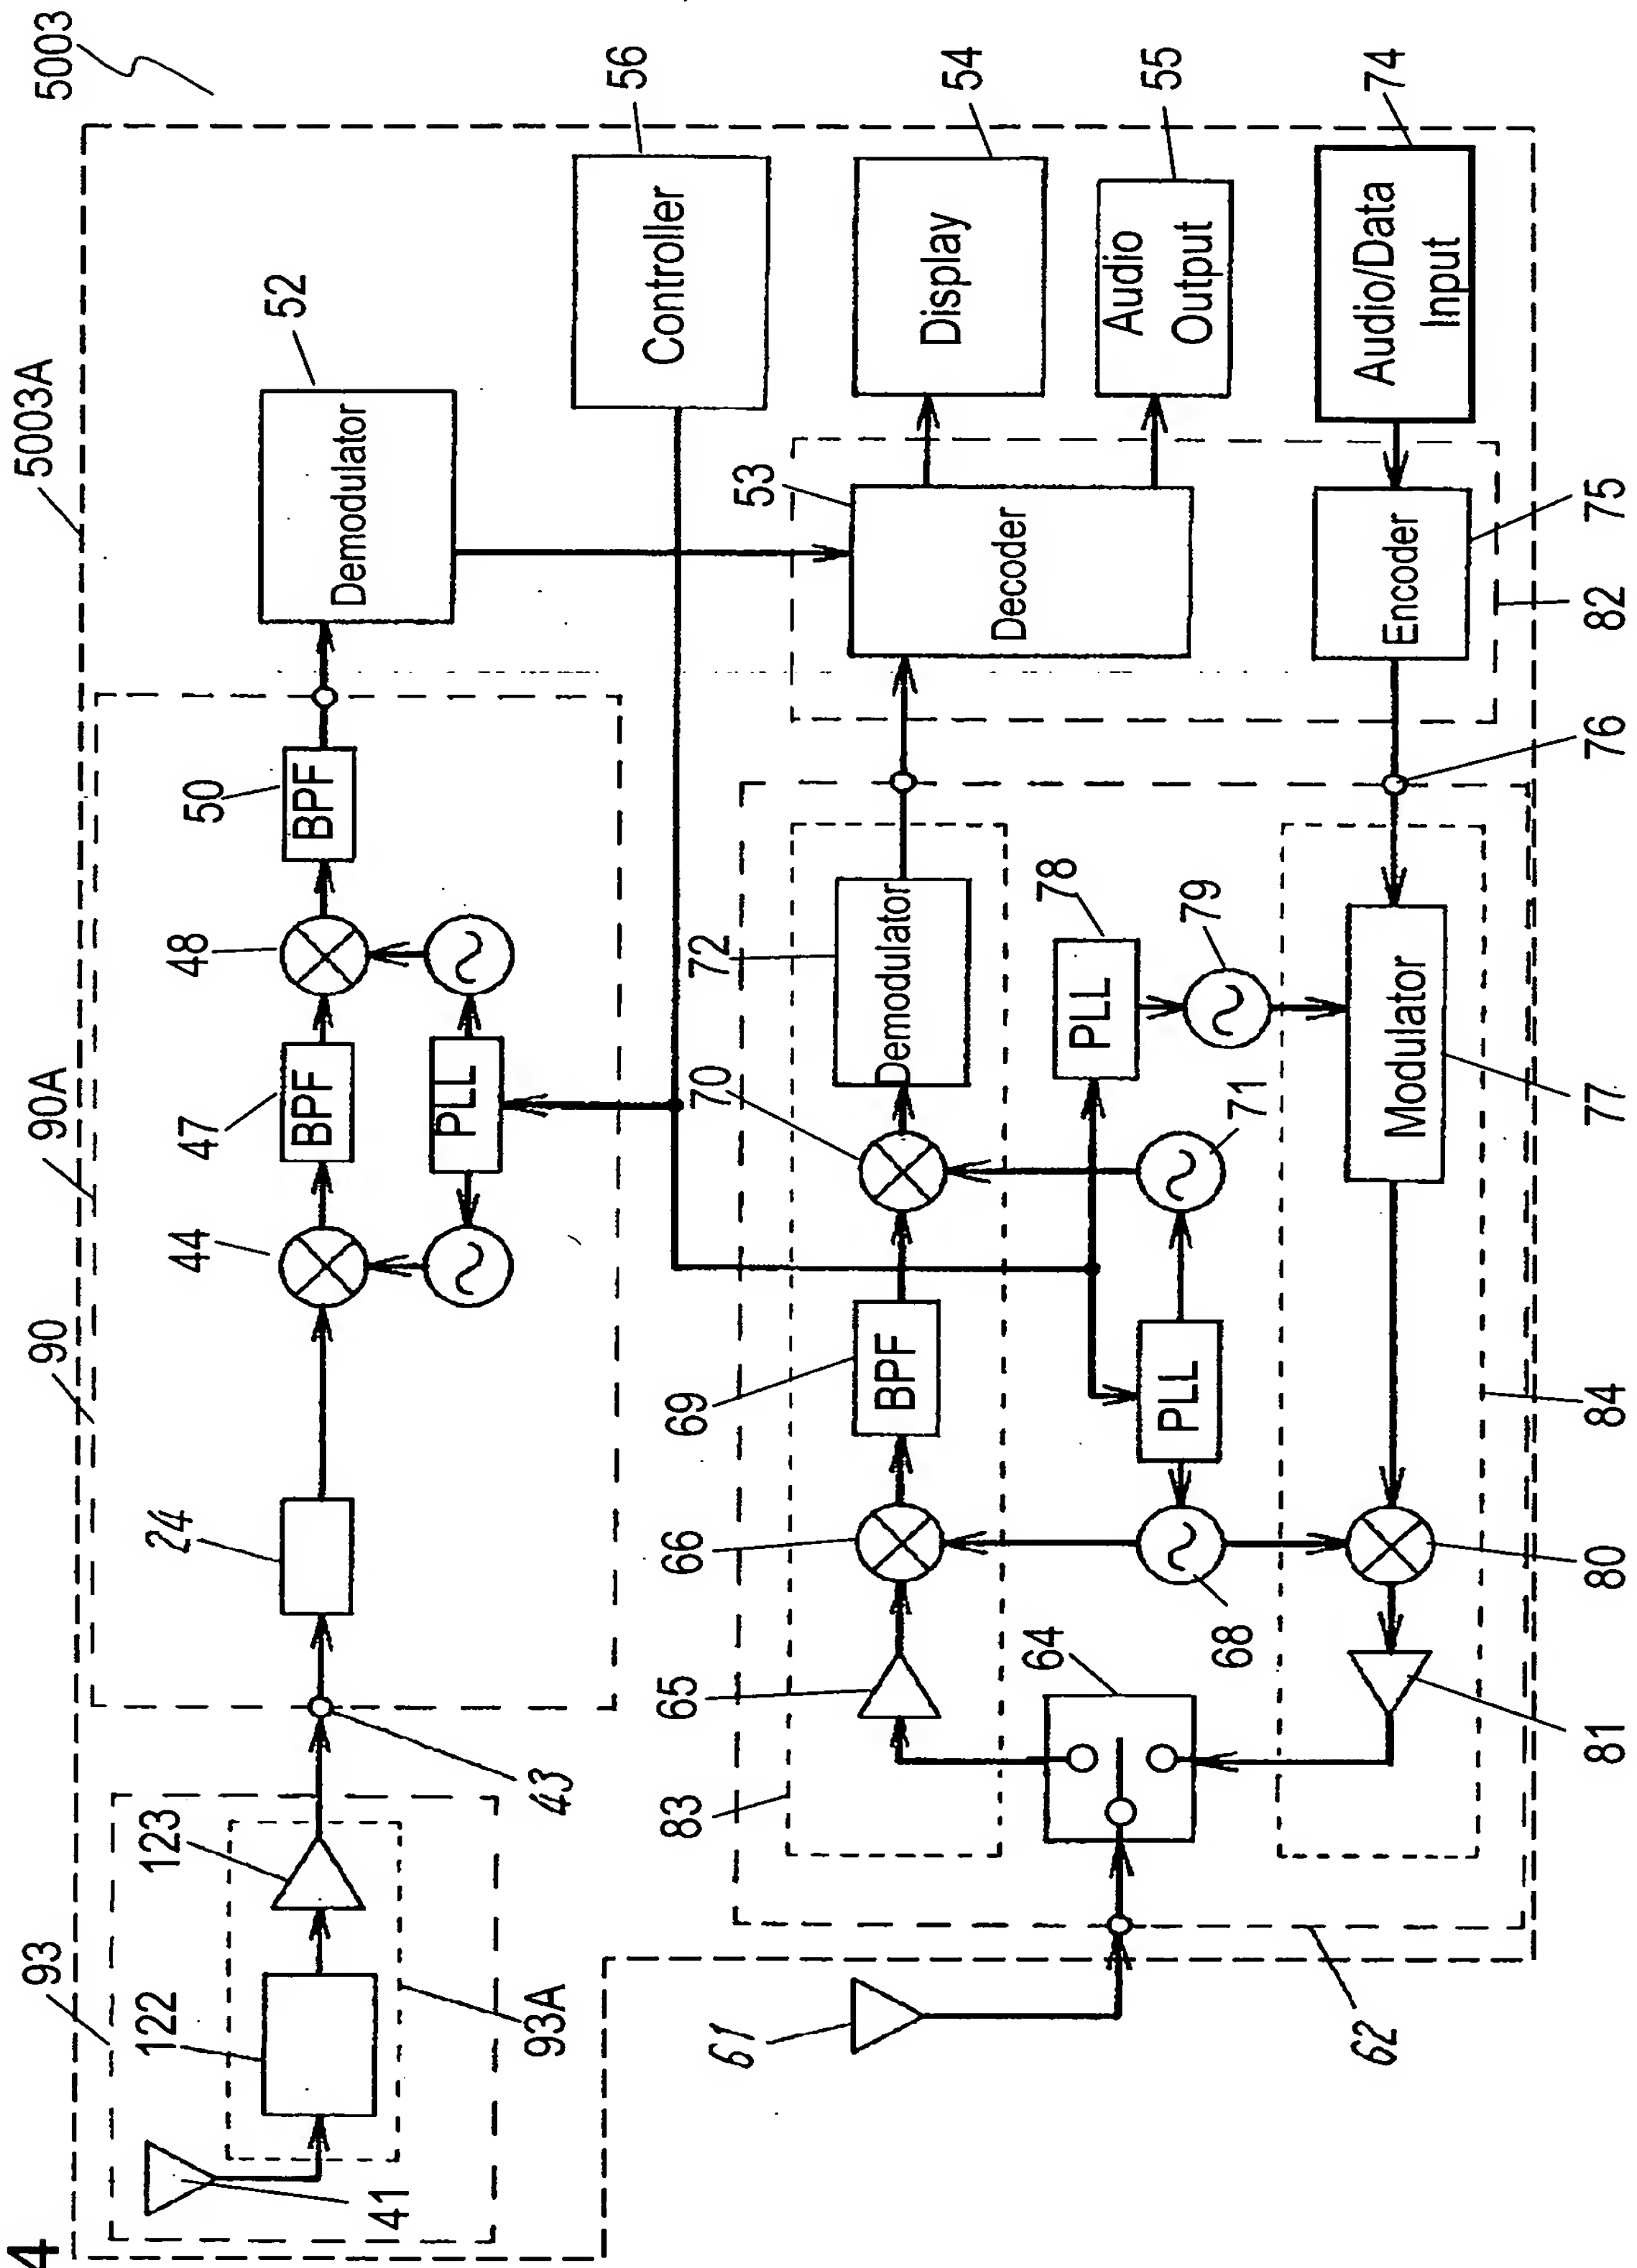 5003
5003A
90
90A
93
93A
41
122
123
43
24
44
BPF
47
48
BPF
50
PLL
Demodulator
52
Controller
56
Decoder
53
Display
54
Audio
Output
55
Audio/Data
Input
74
Encoder
75
82
76
61
62
64
83
65
66
BPF
69
70
Demodulator
72
68
PLL
71
PLL
78
79
Modulator
77
80
81
84
4